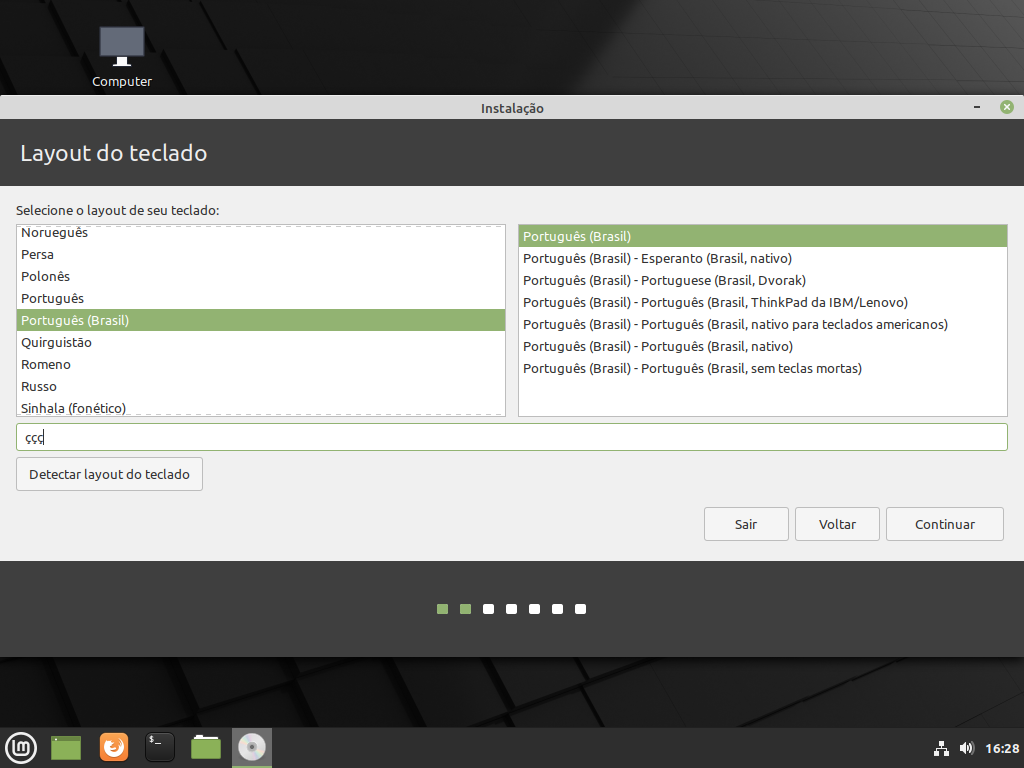 Computer
Instalação
Layout do teclado
Selecione o layout de seu teclado:
Norueguês
Persa
Polonês
Português
Português (Brasil)
Quirguistão
Romeno
Russo
Sinhala (fonético)
Português (Brasil)
Português (Brasil) - Esperanto (Brasil, nativo)
Português (Brasil) - Portuguese (Brasil, Dvorak)
Português (Brasil) - Português (Brasil, ThinkPad da IBM/Lenovo)
Português (Brasil) - Português (Brasil, nativo para teclados americanos)
Português (Brasil) - Português (Brasil, nativo)
Português (Brasil) - Português (Brasil, sem teclas mortas)
ççç
Detectar layout do teclado
Sair
Voltar
Continuar
$_
16:28